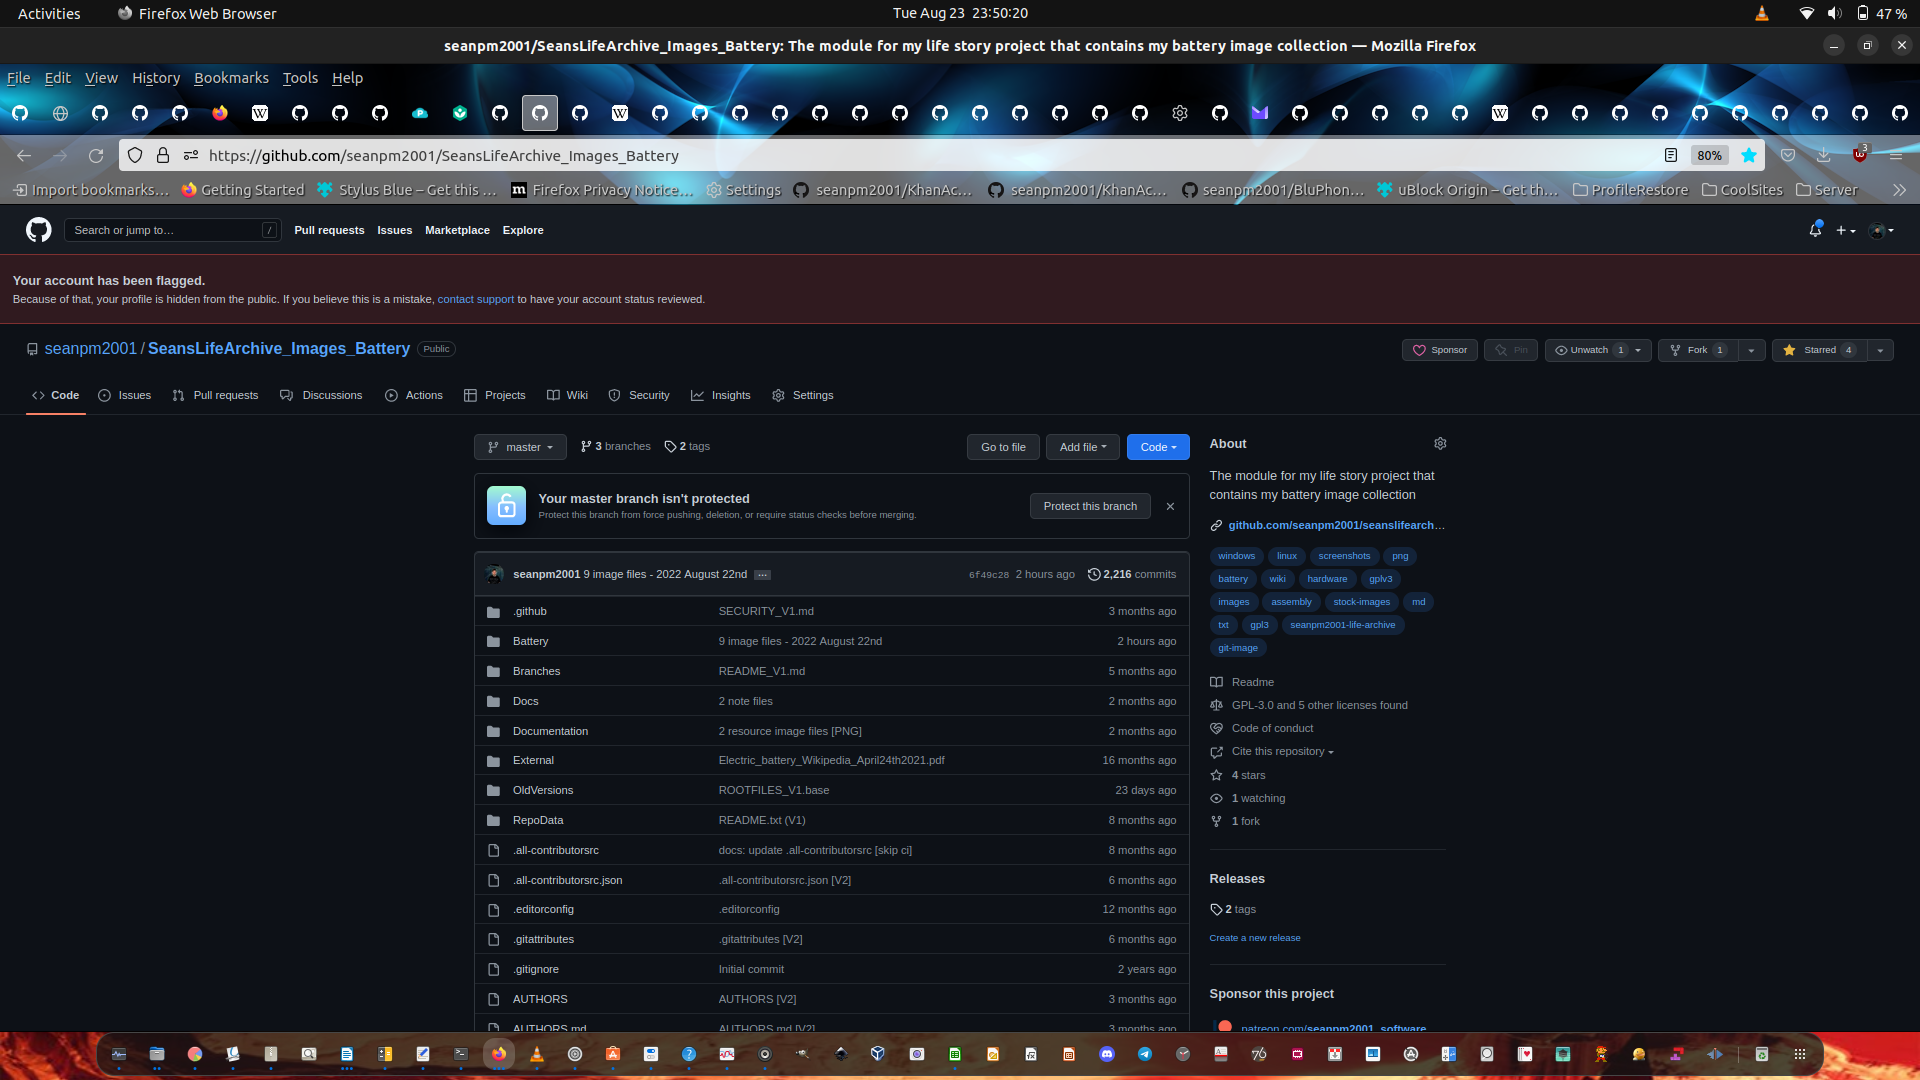 Activities Firefox Web Browser Tue Aug 23 23:50:20 47 %
seanpm2001/SeansLifeArchive_Images_Battery: The module for my life story project that contains my battery image collection — Mozilla Firefox
File Edit View History Bookmarks Tools Help
https://github.com/seanpm2001/SeansLifeArchive_Images_Battery 80% 3
Import bookmarks… Getting Started Stylus Blue – Get this … Firefox Privacy Notice… Settings seanpm2001/KhanAc… seanpm2001/KhanAc… seanpm2001/BluPhon… uBlock Origin – Get th… ProfileRestore CoolSites Server
Search or jump to… / Pull requests Issues Marketplace Explore
Your account has been flagged.
Because of that, your profile is hidden from the public. If you believe this is a mistake, contact support to have your account status reviewed.
seanpm2001 / SeansLifeArchive_Images_Battery Public
Sponsor Pin Unwatch 1 Fork 1 Starred 4
Code Issues Pull requests Discussions Actions Projects Wiki Security Insights Settings
master 3 branches 2 tags Go to file Add file Code
Your master branch isn't protected
Protect this branch from force pushing, deletion, or require status checks before merging.
Protect this branch
seanpm2001 9 image files - 2022 August 22nd … 6f49c28 2 hours ago 2,216 commits
.github SECURITY_V1.md 3 months ago
Battery 9 image files - 2022 August 22nd 2 hours ago
Branches README_V1.md 5 months ago
Docs 2 note files 2 months ago
Documentation 2 resource image files [PNG] 2 months ago
External Electric_battery_Wikipedia_April24th2021.pdf 16 months ago
OldVersions ROOTFILES_V1.base 23 days ago
RepoData README.txt (V1) 8 months ago
.all-contributorsrc docs: update .all-contributorsrc [skip ci] 8 months ago
.all-contributorsrc.json .all-contributorsrc.json [V2] 6 months ago
.editorconfig .editorconfig 12 months ago
.gitattributes .gitattributes [V2] 6 months ago
.gitignore Initial commit 2 years ago
AUTHORS AUTHORS [V2] 3 months ago
AUTHORS.md AUTHORS.md [V2] 3 months ago
About
The module for my life story project that
contains my battery image collection
github.com/seanpm2001/seanslifearch…
windows linux screenshots png
battery wiki hardware gplv3
images assembly stock-images md
txt gpl3 seanpm2001-life-archive
git-image
Readme
GPL-3.0 and 5 other licenses found
Code of conduct
Cite this repository
4 stars
1 watching
1 fork
Releases
2 tags
Create a new release
Sponsor this project
patreon.com/seanpm2001_software